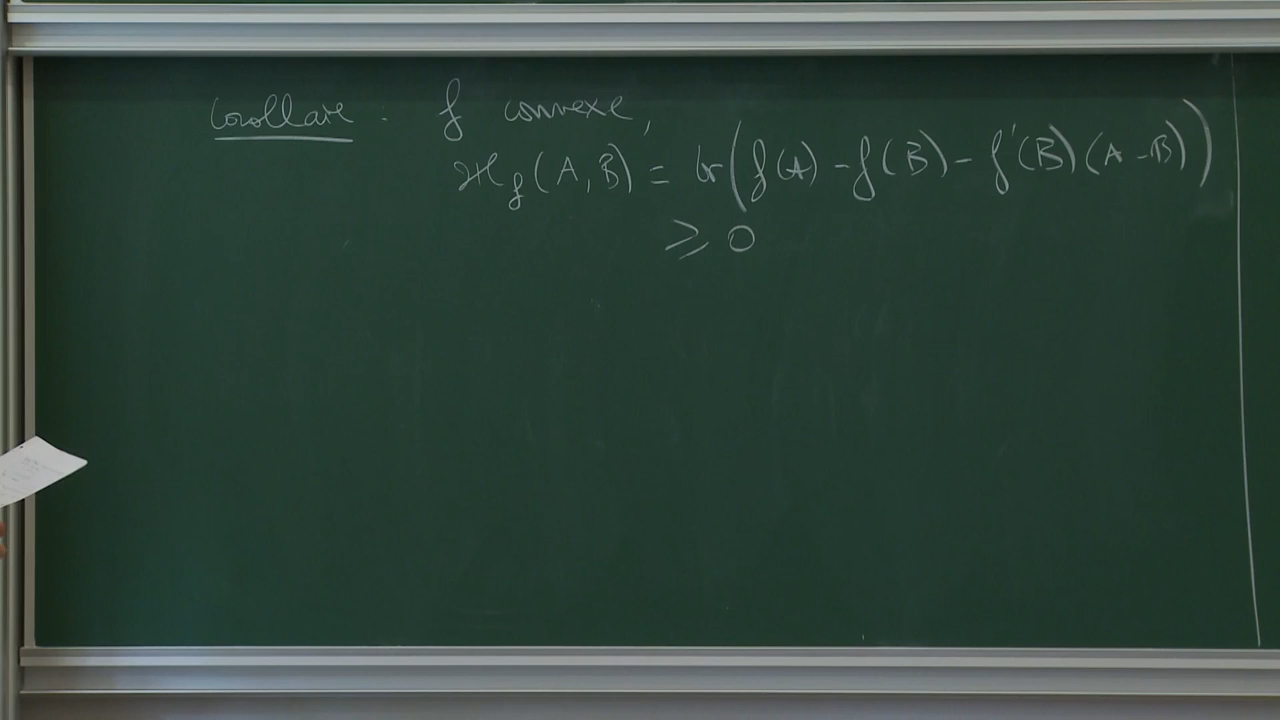 Corollaire : f convexe,
ℋ_f(A, B) = tr(f(A) - f(B) - f'(B)(A - B))
≥ 0